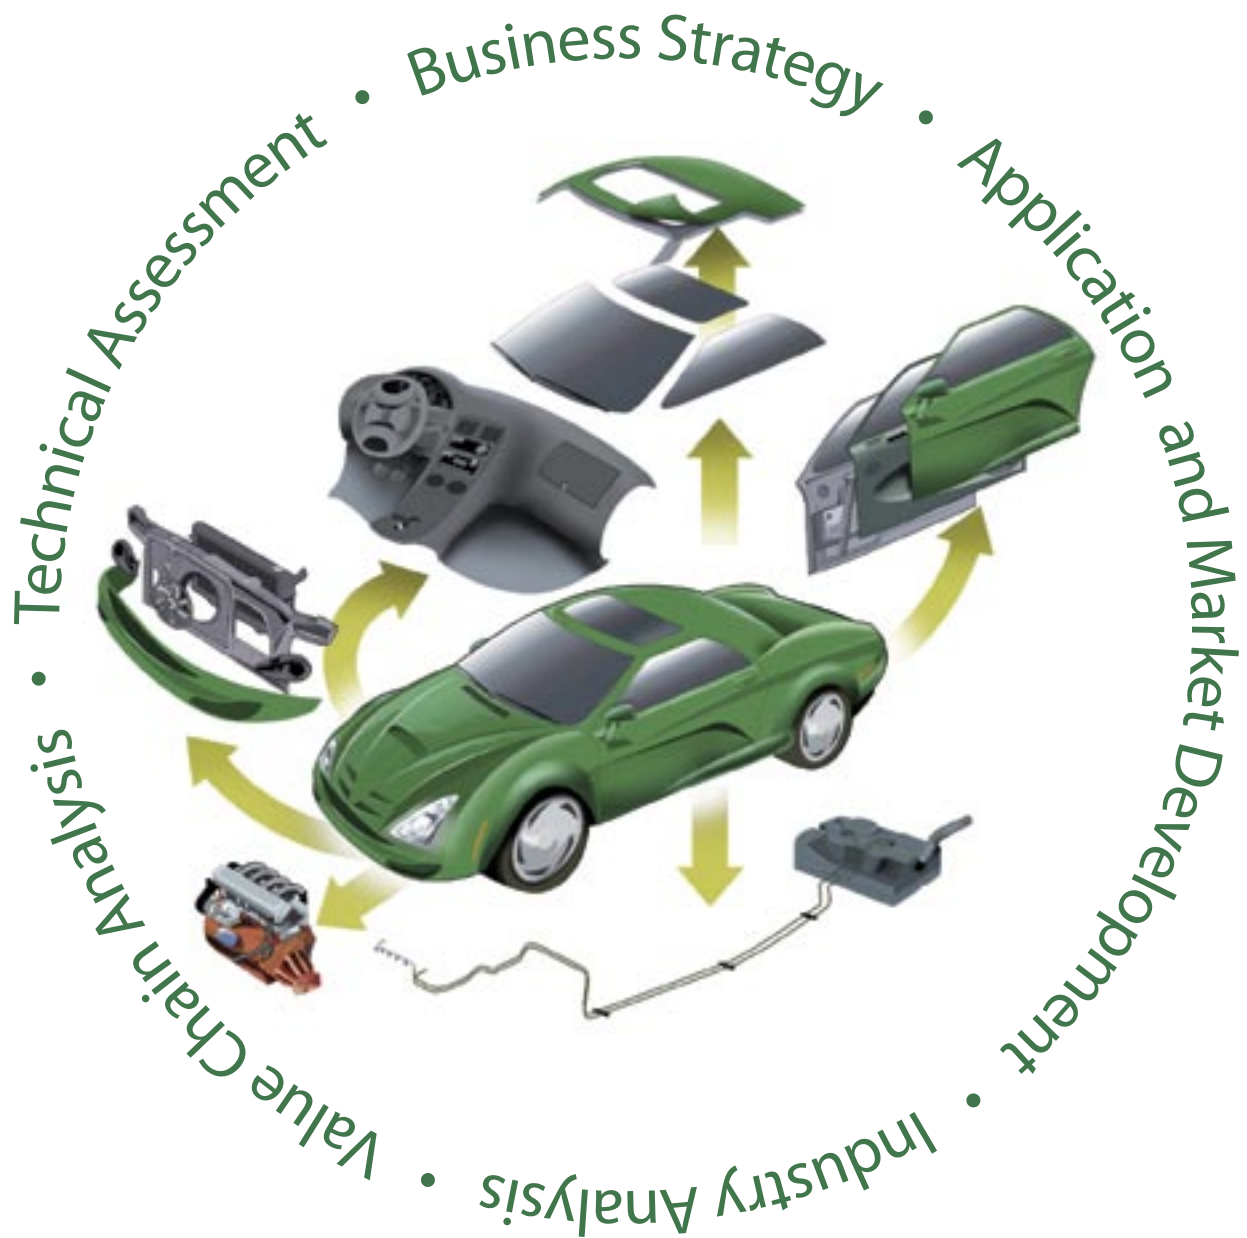 Business Strategy
•
Application and Market Development
•
Industry Analysis
•
Value Chain Analysis
•
Technical Assessment
•